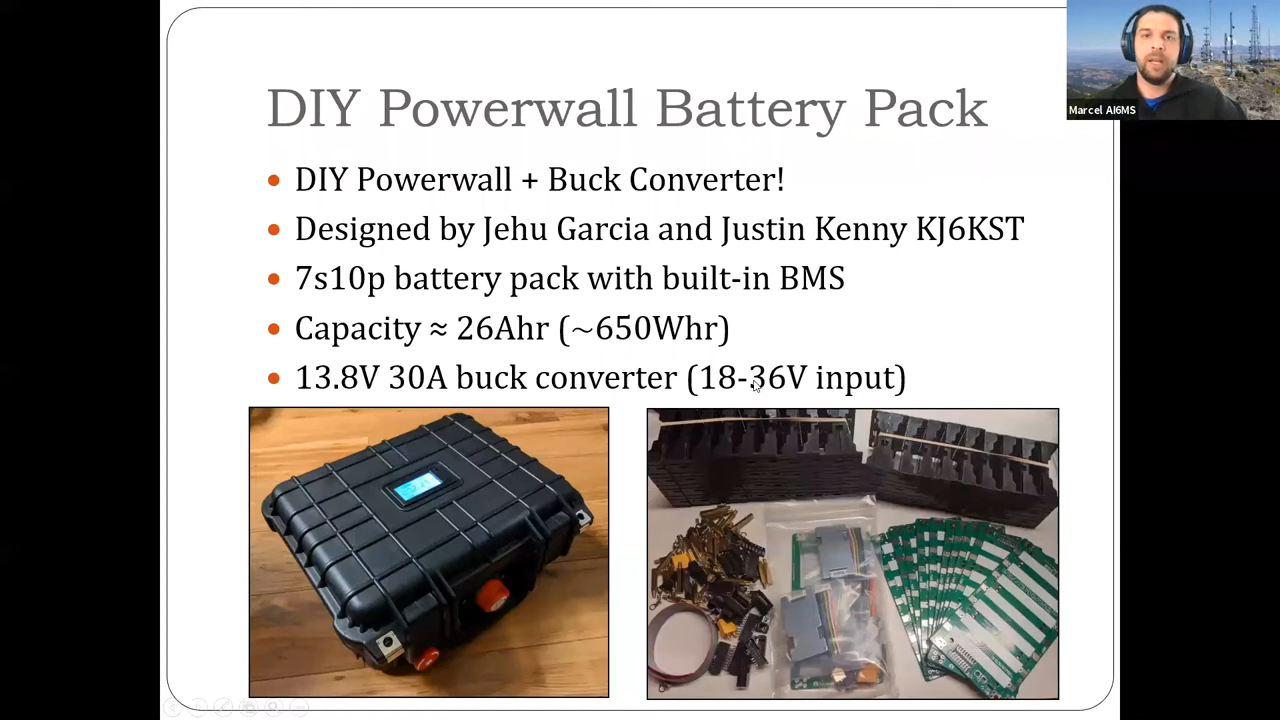 DIY Powerwall Battery Pack
DIY Powerwall + Buck Converter!
Designed by Jehu Garcia and Justin Kenny KJ6KST
7s10p battery pack with built-in BMS
Capacity ≈ 26Ahr (~650Whr)
13.8V 30A buck converter (18-36V input)
Marcel AI6MS